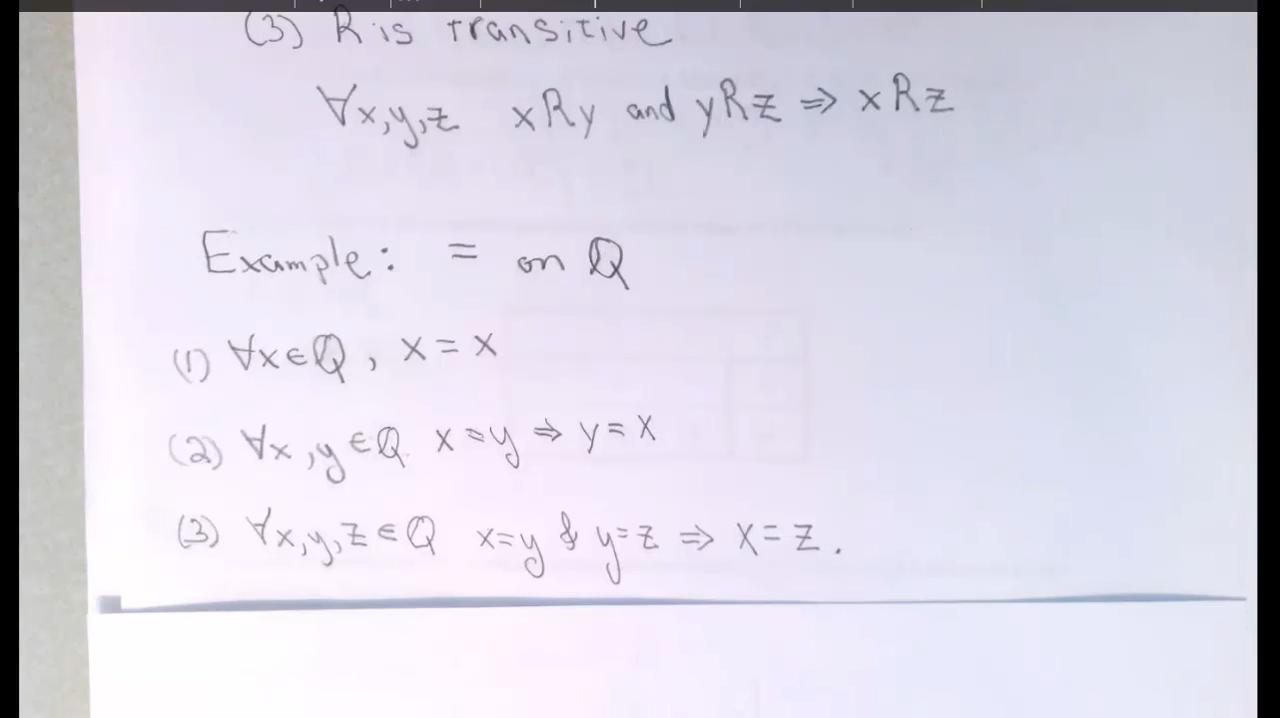 (3) R is transitive
∀x,y,z xRy and yRz ⇒ xRz
Example: = on ℚ
(1) ∀x∈ℚ, x = x
(2) ∀x,y∈ℚ x=y ⇒ y=x
(3) ∀x,y,z∈ℚ x=y & y=z ⇒ x=z.